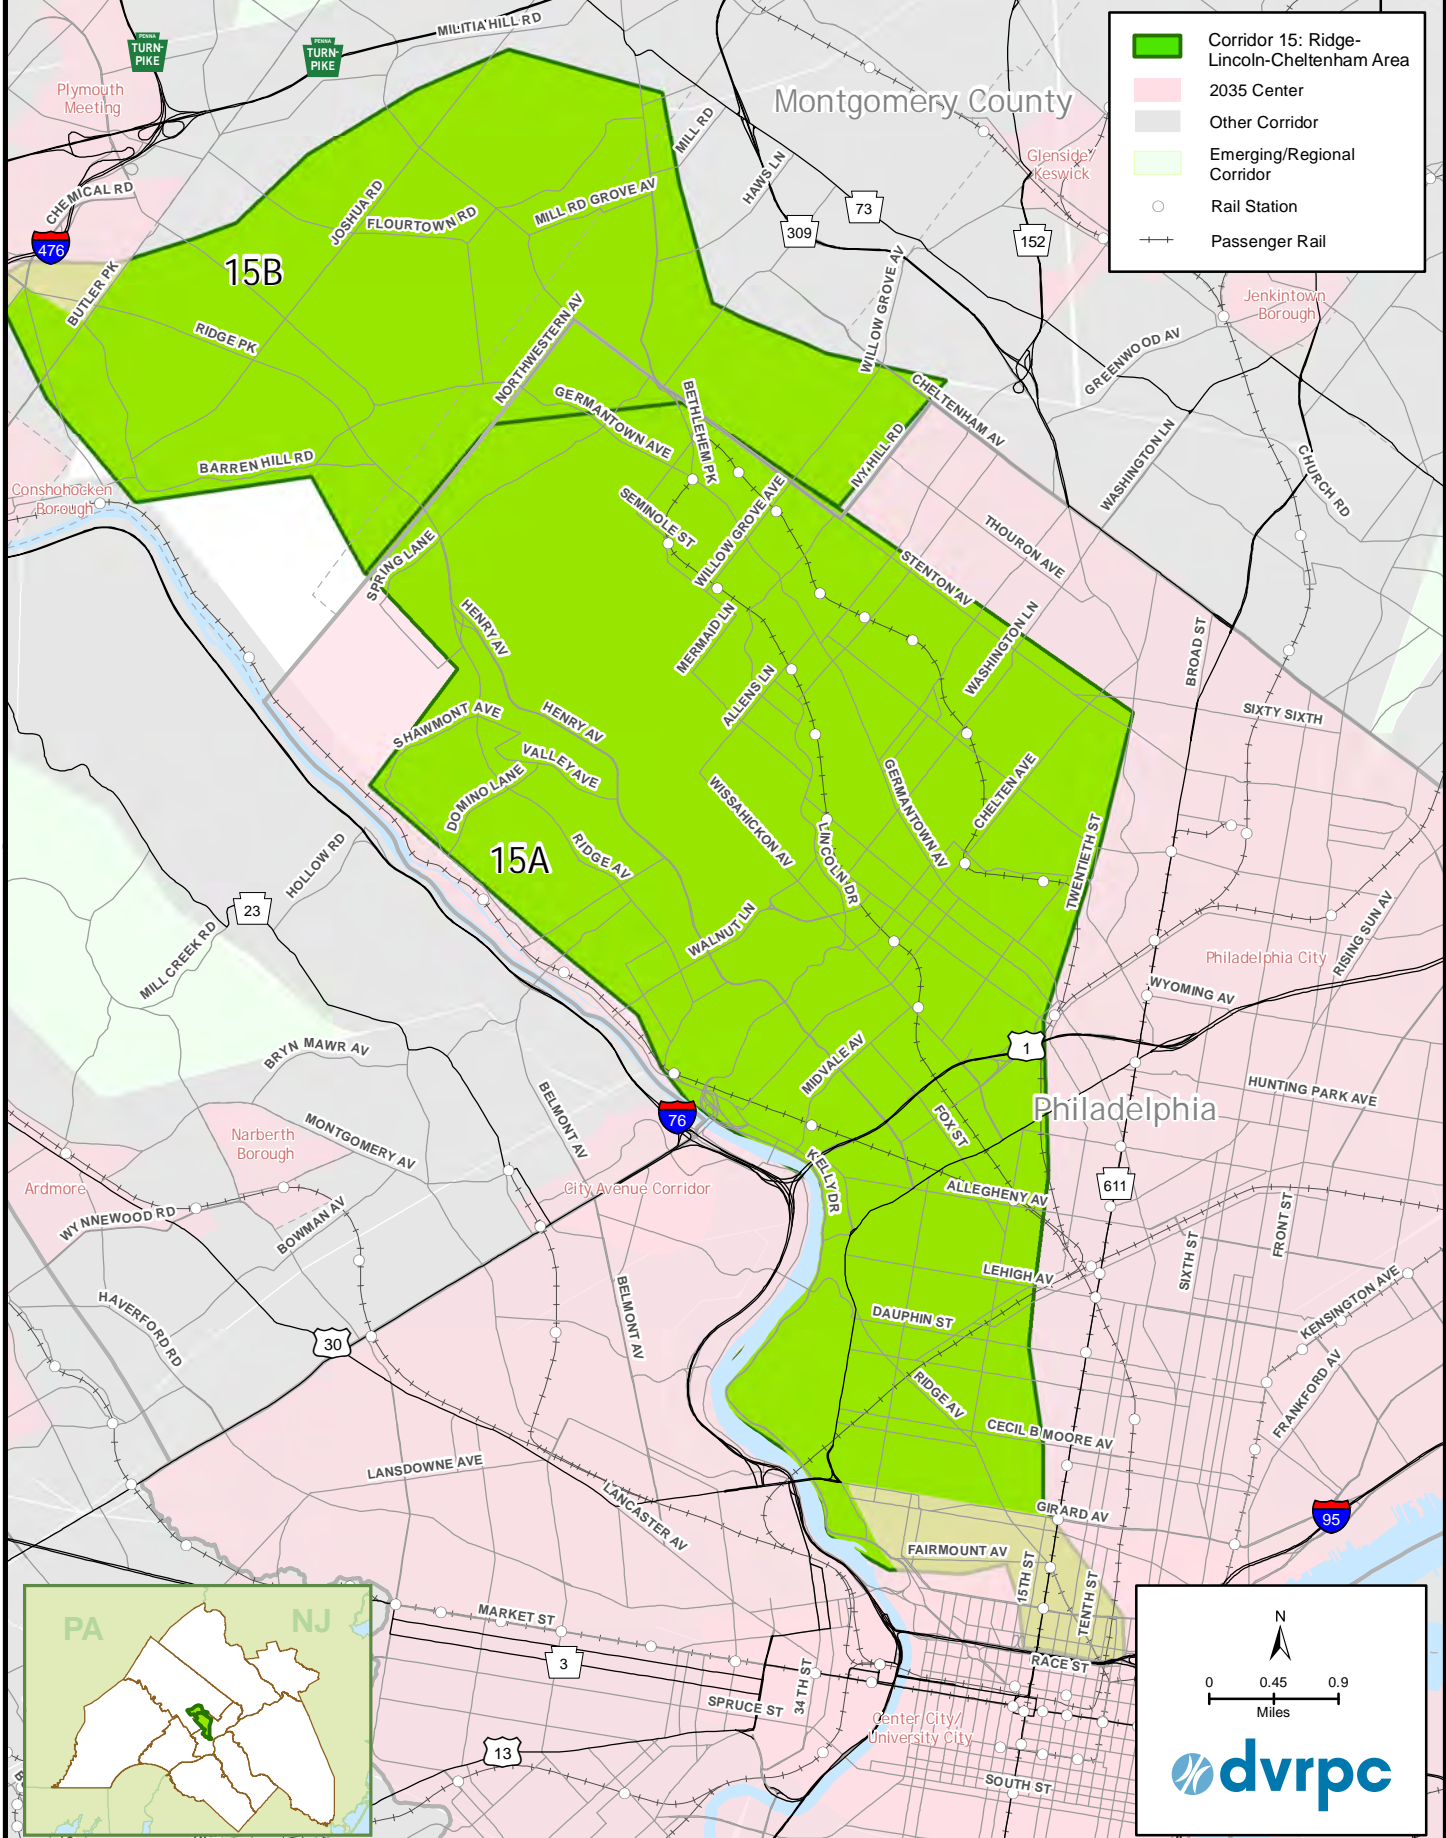 MILITIA HILL RD
PENNA
TURN-
PIKE
PENNA
TURN-
PIKE
Plymouth
Meeting
Montgomery County
Corridor 15: Ridge-
Lincoln-Cheltenham Area
2035 Center
Other Corridor
Emerging/Regional
Corridor
Rail Station
Passenger Rail
MILL RD
HAWS LN
Glenside/
Keswick
CHEMICAL RD
JOSHUA RD
FLOURTOWN RD
MILL RD GROVE AV
73
309
152
476
15B
BUTLER PK
WILLOW GROVE AV
Jenkintown
Borough
RIDGE PK
NORTHWESTERN AV
GREENWOOD AV
GERMANTOWN AVE
BETHLEHEM PK
CHELTENHAM AV
IVY HILL RD
WASHINGTON LN
CHURCH RD
BARREN HILL RD
Conshohocken
Borough
SEMINOLE ST
WILLOW GROVE AVE
THOURON AVE
SPRING LANE
STENTON AV
HENRY AV
MERMAID LN
WASHINGTON LN
BROAD ST
ALLENS LN
SHAWMONT AVE
HENRY AV
SIXTY SIXTH
VALLEY AVE
DOMINO LANE
WISSAHICKON AV
GERMANTOWN AV
CHELTEN AVE
15A
RIDGE AV
LINCOLN DR
TWENTIETH ST
HOLLOW RD
23
WALNUT LN
MILL CREEK RD
RISING SUN AV
Philadelphia City
WYOMING AV
BRYN MAWR AV
MIDVALE AV
1
HUNTING PARK AVE
BELMONT AV
76
FOX ST
Philadelphia
Narberth
Borough
MONTGOMERY AV
KELLY DR
Ardmore
City Avenue Corridor
ALLEGHENY AV
611
WYNNEWOOD RD
BOWMAN AV
FRONT ST
SIXTH ST
LEHIGH AV
HAVERFORD RD
BELMONT AV
DAUPHIN ST
KENSINGTON AVE
30
RIDGE AV
FRANKFORD AV
CECIL B MOORE AV
LANSDOWNE AVE
LANCASTER AV
GIRARD AV
95
FAIRMOUNT AV
15TH ST
TENTH ST
PA
NJ
MARKET ST
3
RACE ST
34TH ST
SPRUCE ST
Center City/
University City
13
SOUTH ST
N
0 0.45 0.9
Miles
dvrpc